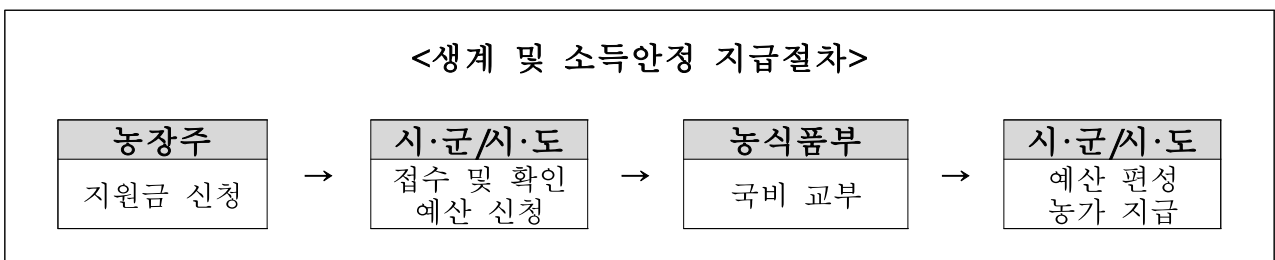 <생계 및 소득안정 지급절차>
농장주
지원금 신청
→
시·군/시·도
접수 및 확인
예산 신청
→
농식품부
국비 교부
→
시·군/시·도
예산 편성
농가 지급